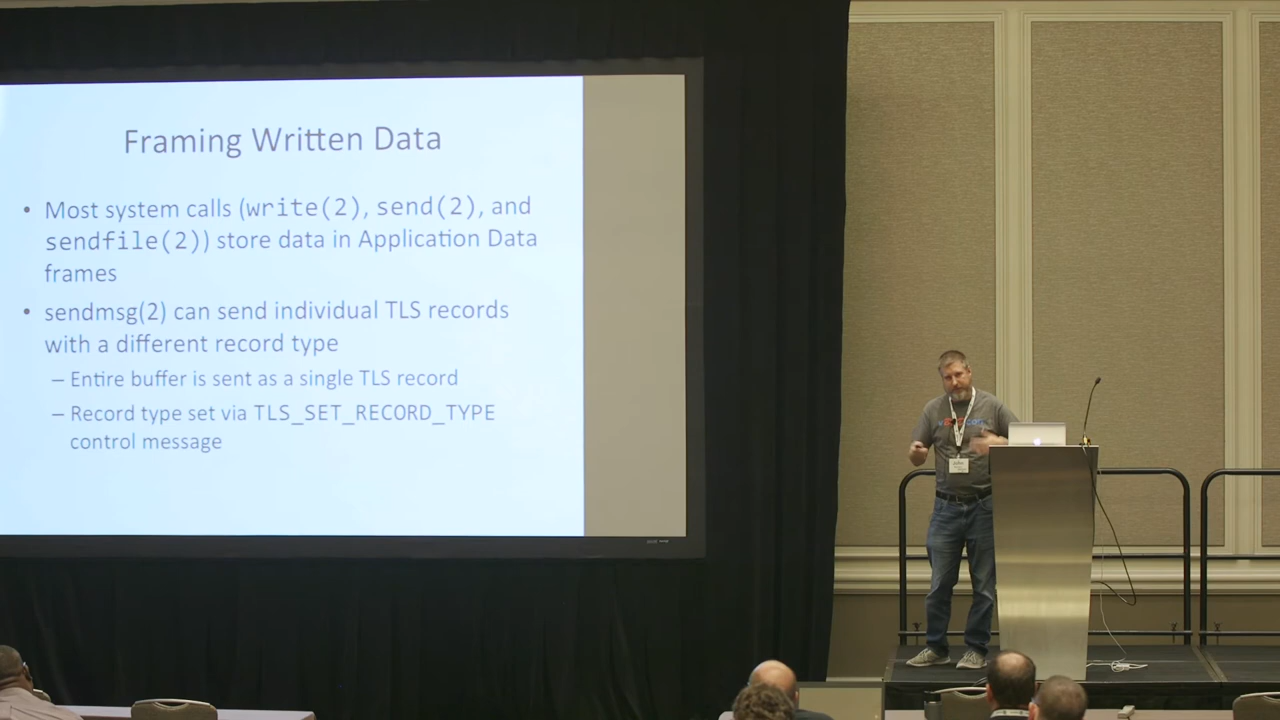 Framing Written Data
• Most system calls (write(2), send(2), and
sendfile(2)) store data in Application Data
frames
• sendmsg(2) can send individual TLS records
with a different record type
– Entire buffer is sent as a single TLS record
– Record type set via TLS_SET_RECORD_TYPE
control message
John